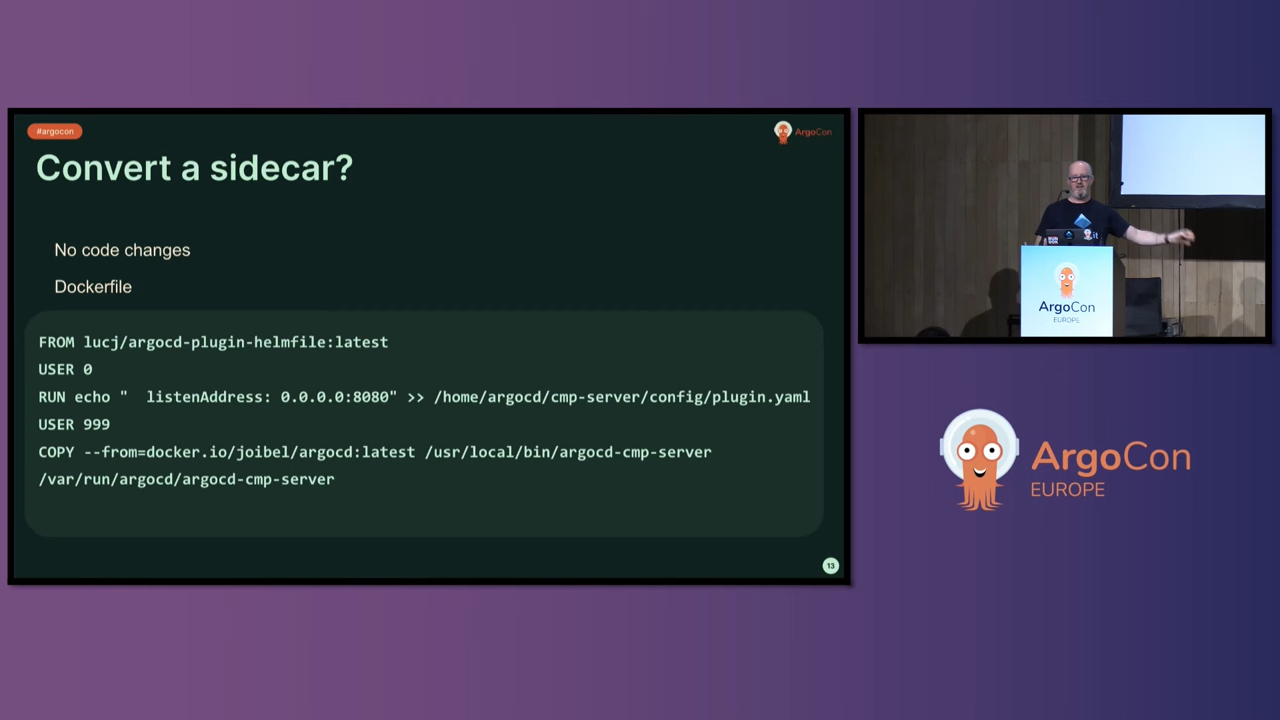 #argocon
ArgoCon
Convert a sidecar?
No code changes
Dockerfile
FROM lucj/argocd-plugin-helmfile:latest
USER 0
RUN echo "  listenAddress: 0.0.0.0:8080" >> /home/argocd/cmp-server/config/plugin.yaml
USER 999
COPY --from=docker.io/joibel/argocd:latest /usr/local/bin/argocd-cmp-server
/var/run/argocd/argocd-cmp-server
13
it
ArgoCon
EUROPE
ArgoCon
EUROPE